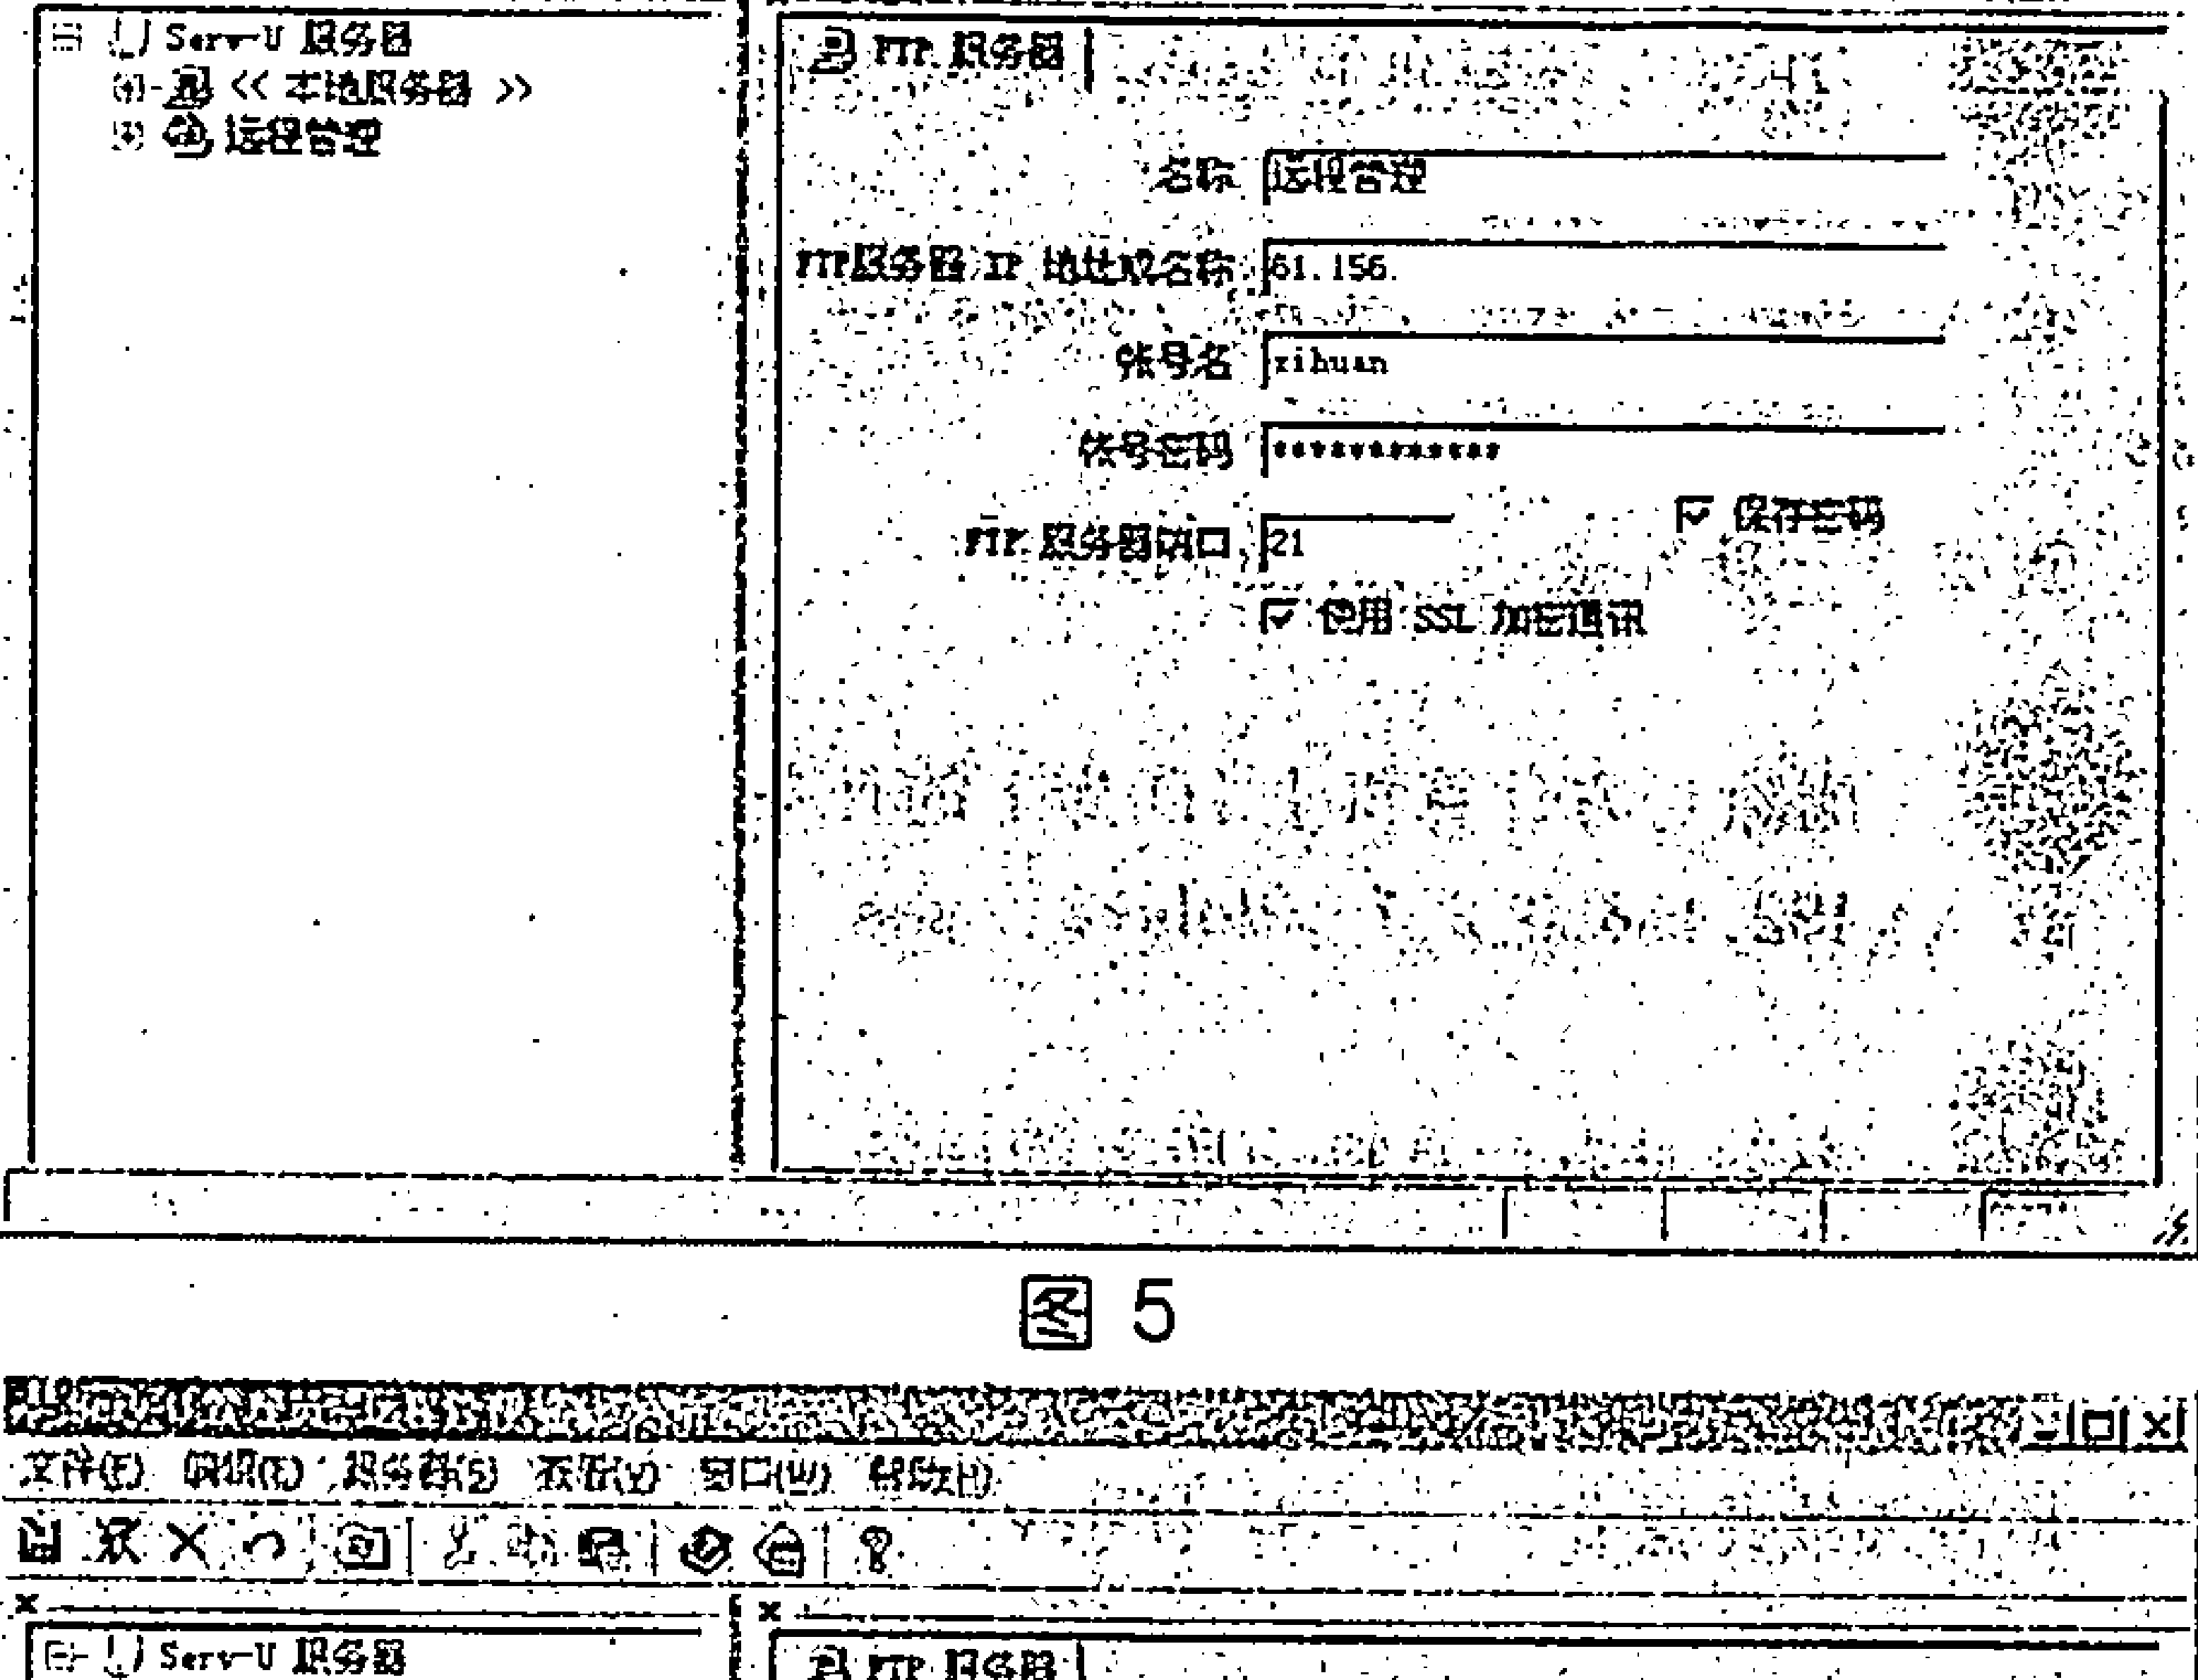 Serv-U 服务器
<< 本地服务器 >>
远程管理
FTP 服务器
名称 远程管理
FTP服务器 IP 地址或名称 61.156.
帐号名
帐号密码 ************
FTP 服务器端口 21
保存密码
使用 SSL 加密通讯
图 5
文件(F) 编辑(E) 服务器(S) 查看(V) 窗口(W) 帮助(H)
Serv-U 服务器
FTP 服务器